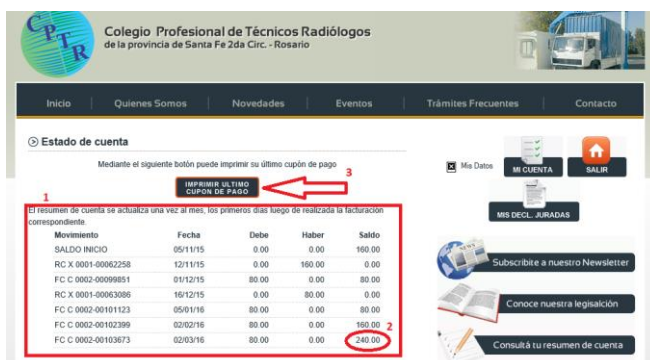 CPTR
Colegio Profesional de Técnicos Radiólogos
de la provincia de Santa Fe 2da Circ. - Rosario
Inicio Quienes Somos Novedades Eventos Trámites Frecuentes Contacto
Estado de cuenta
Mediante el siguiente botón puede imprimir su último cupón de pago
3
IMPRIMIR ULTIMO
CUPON DE PAGO
Mis Datos
MI CUENTA
SALIR
MIS DECL. JURADAS
1
El resumen de cuenta se actualiza una vez al mes, los primeros días luego de realizada la facturación
correspondiente.
Movimiento Fecha Debe Haber Saldo
SALDO INICIO 05/11/15 0.00 0.00 160.00
RC X 0001-00062258 12/11/15 0.00 160.00 0.00
FC C 0002-00099851 01/12/15 80.00 0.00 80.00
RC X 0001-00063086 16/12/15 0.00 80.00 0.00
FC C 0002-00101123 05/01/16 80.00 0.00 80.00
FC C 0002-00102399 02/02/16 80.00 0.00 160.00
2
FC C 0002-00103673 02/03/16 80.00 0.00 240.00
Subscribite a nuestro Newsletter
Conoce nuestra legisalción
Consultá tu resumen de cuenta